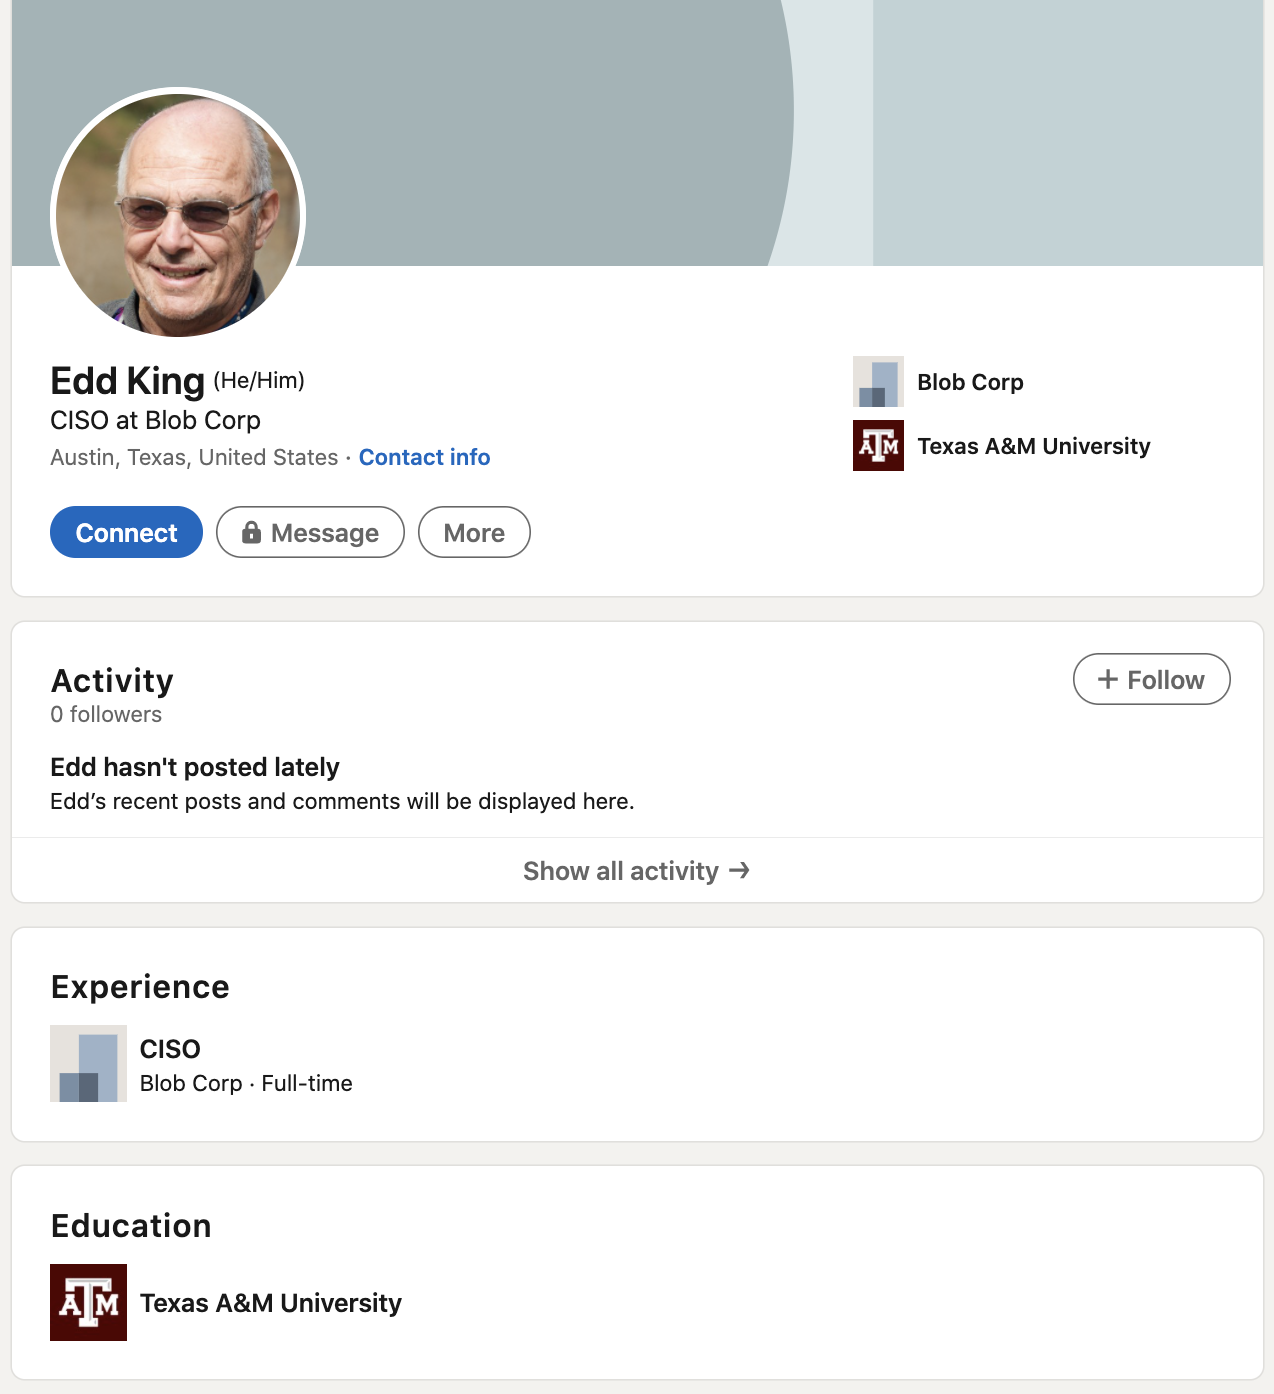 Edd King (He/Him)
CISO at Blob Corp
Austin, Texas, United States · Contact info
Connect
Message
More
Blob Corp
ATM
Texas A&M University
Activity
0 followers
+ Follow
Edd hasn't posted lately
Edd’s recent posts and comments will be displayed here.
Show all activity →
Experience
CISO
Blob Corp · Full-time
Education
ATM
Texas A&M University